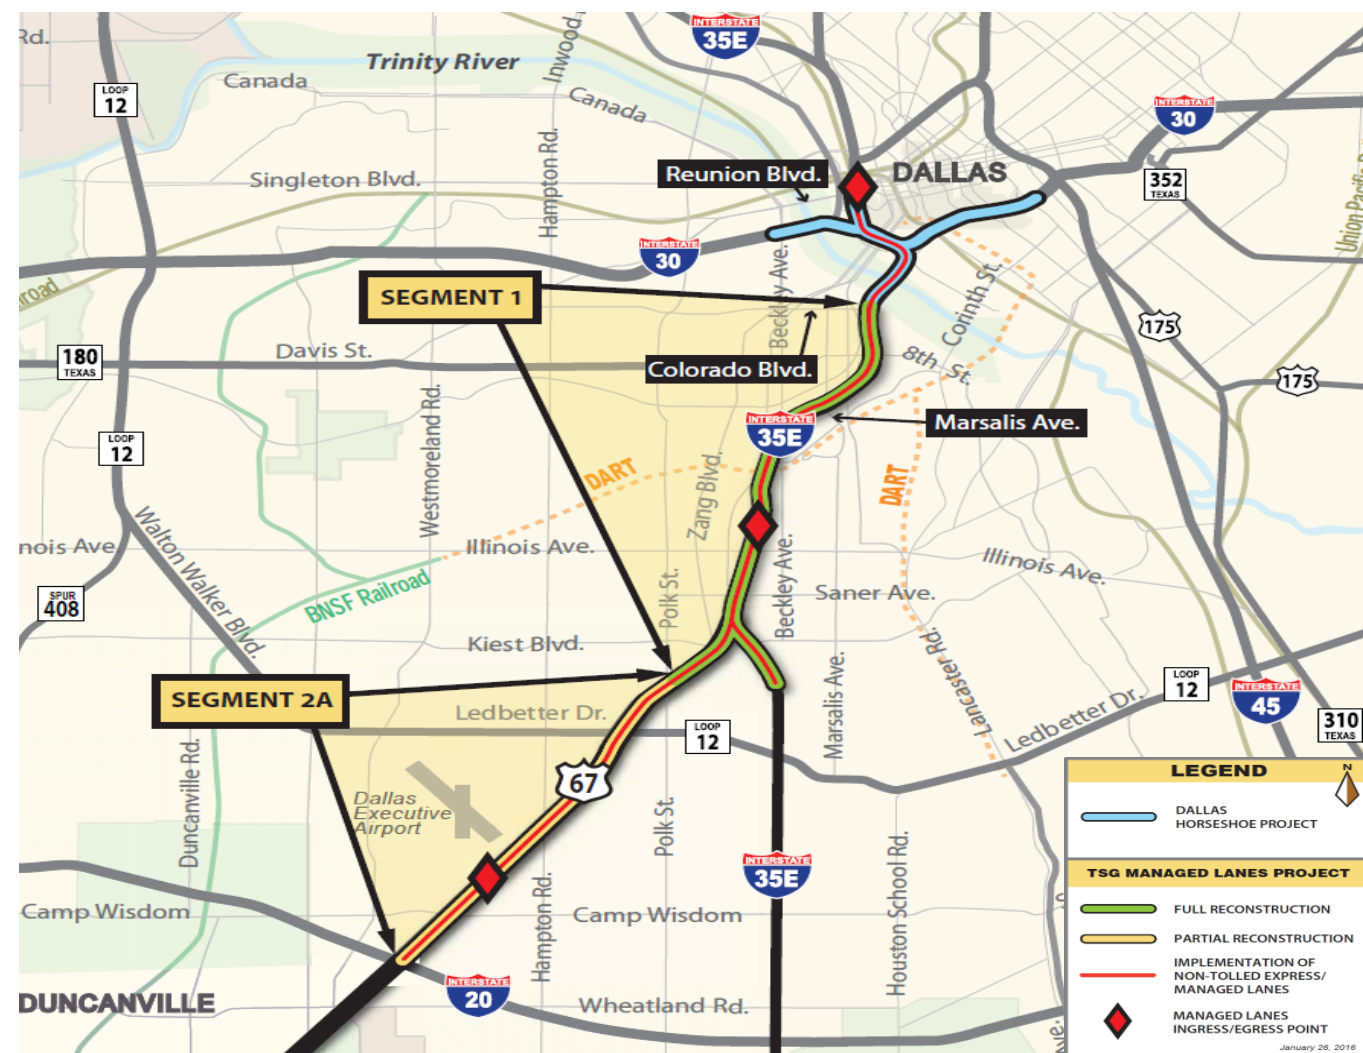 Rd.
Trinity River
Inwood
INTERSTATE
35E
Canada
Canada
LOOP
12
INTERSTATE
30
Hampton Rd.
Reunion Blvd.
DALLAS
Singleton Blvd.
352
TEXAS
Union Pacific
INTERSTATE
30
Beckley Ave.
Corinth St.
SEGMENT 1
175
180
TEXAS
Davis St.
Colorado Blvd.
8th St.
175
Westmoreland Rd.
Marsalis Ave.
INTERSTATE
35E
LOOP
12
DART
DART
Zang Blvd.
Walton Walker Blvd.
nois Ave.
Illinois Ave.
Illinois Ave.
SPUR
408
BNSF Railroad
Polk St.
Beckley Ave.
Saner Ave.
Kiest Blvd.
Lancaster Rd.
Marsalis Ave.
SEGMENT 2A
Ledbetter Dr.
LOOP
12
Ledbetter Dr.
LOOP
12
INTERSTATE
45
310
TEXAS
67
Duncanville Rd.
Dallas
Executive
Airport
Polk St.
Houston School Rd.
INTERSTATE
35E
Camp Wisdom
Hampton Rd.
Camp Wisdom
INTERSTATE
20
DUNCANVILLE
Wheatland Rd.
Ave.
LEGEND
N
DALLAS
HORSESHOE PROJECT
TSG MANAGED LANES PROJECT
FULL RECONSTRUCTION
PARTIAL RECONSTRUCTION
IMPLEMENTATION OF
NON-TOLLED EXPRESS/
MANAGED LANES
MANAGED LANES
INGRESS/EGRESS POINT
January 26, 2016